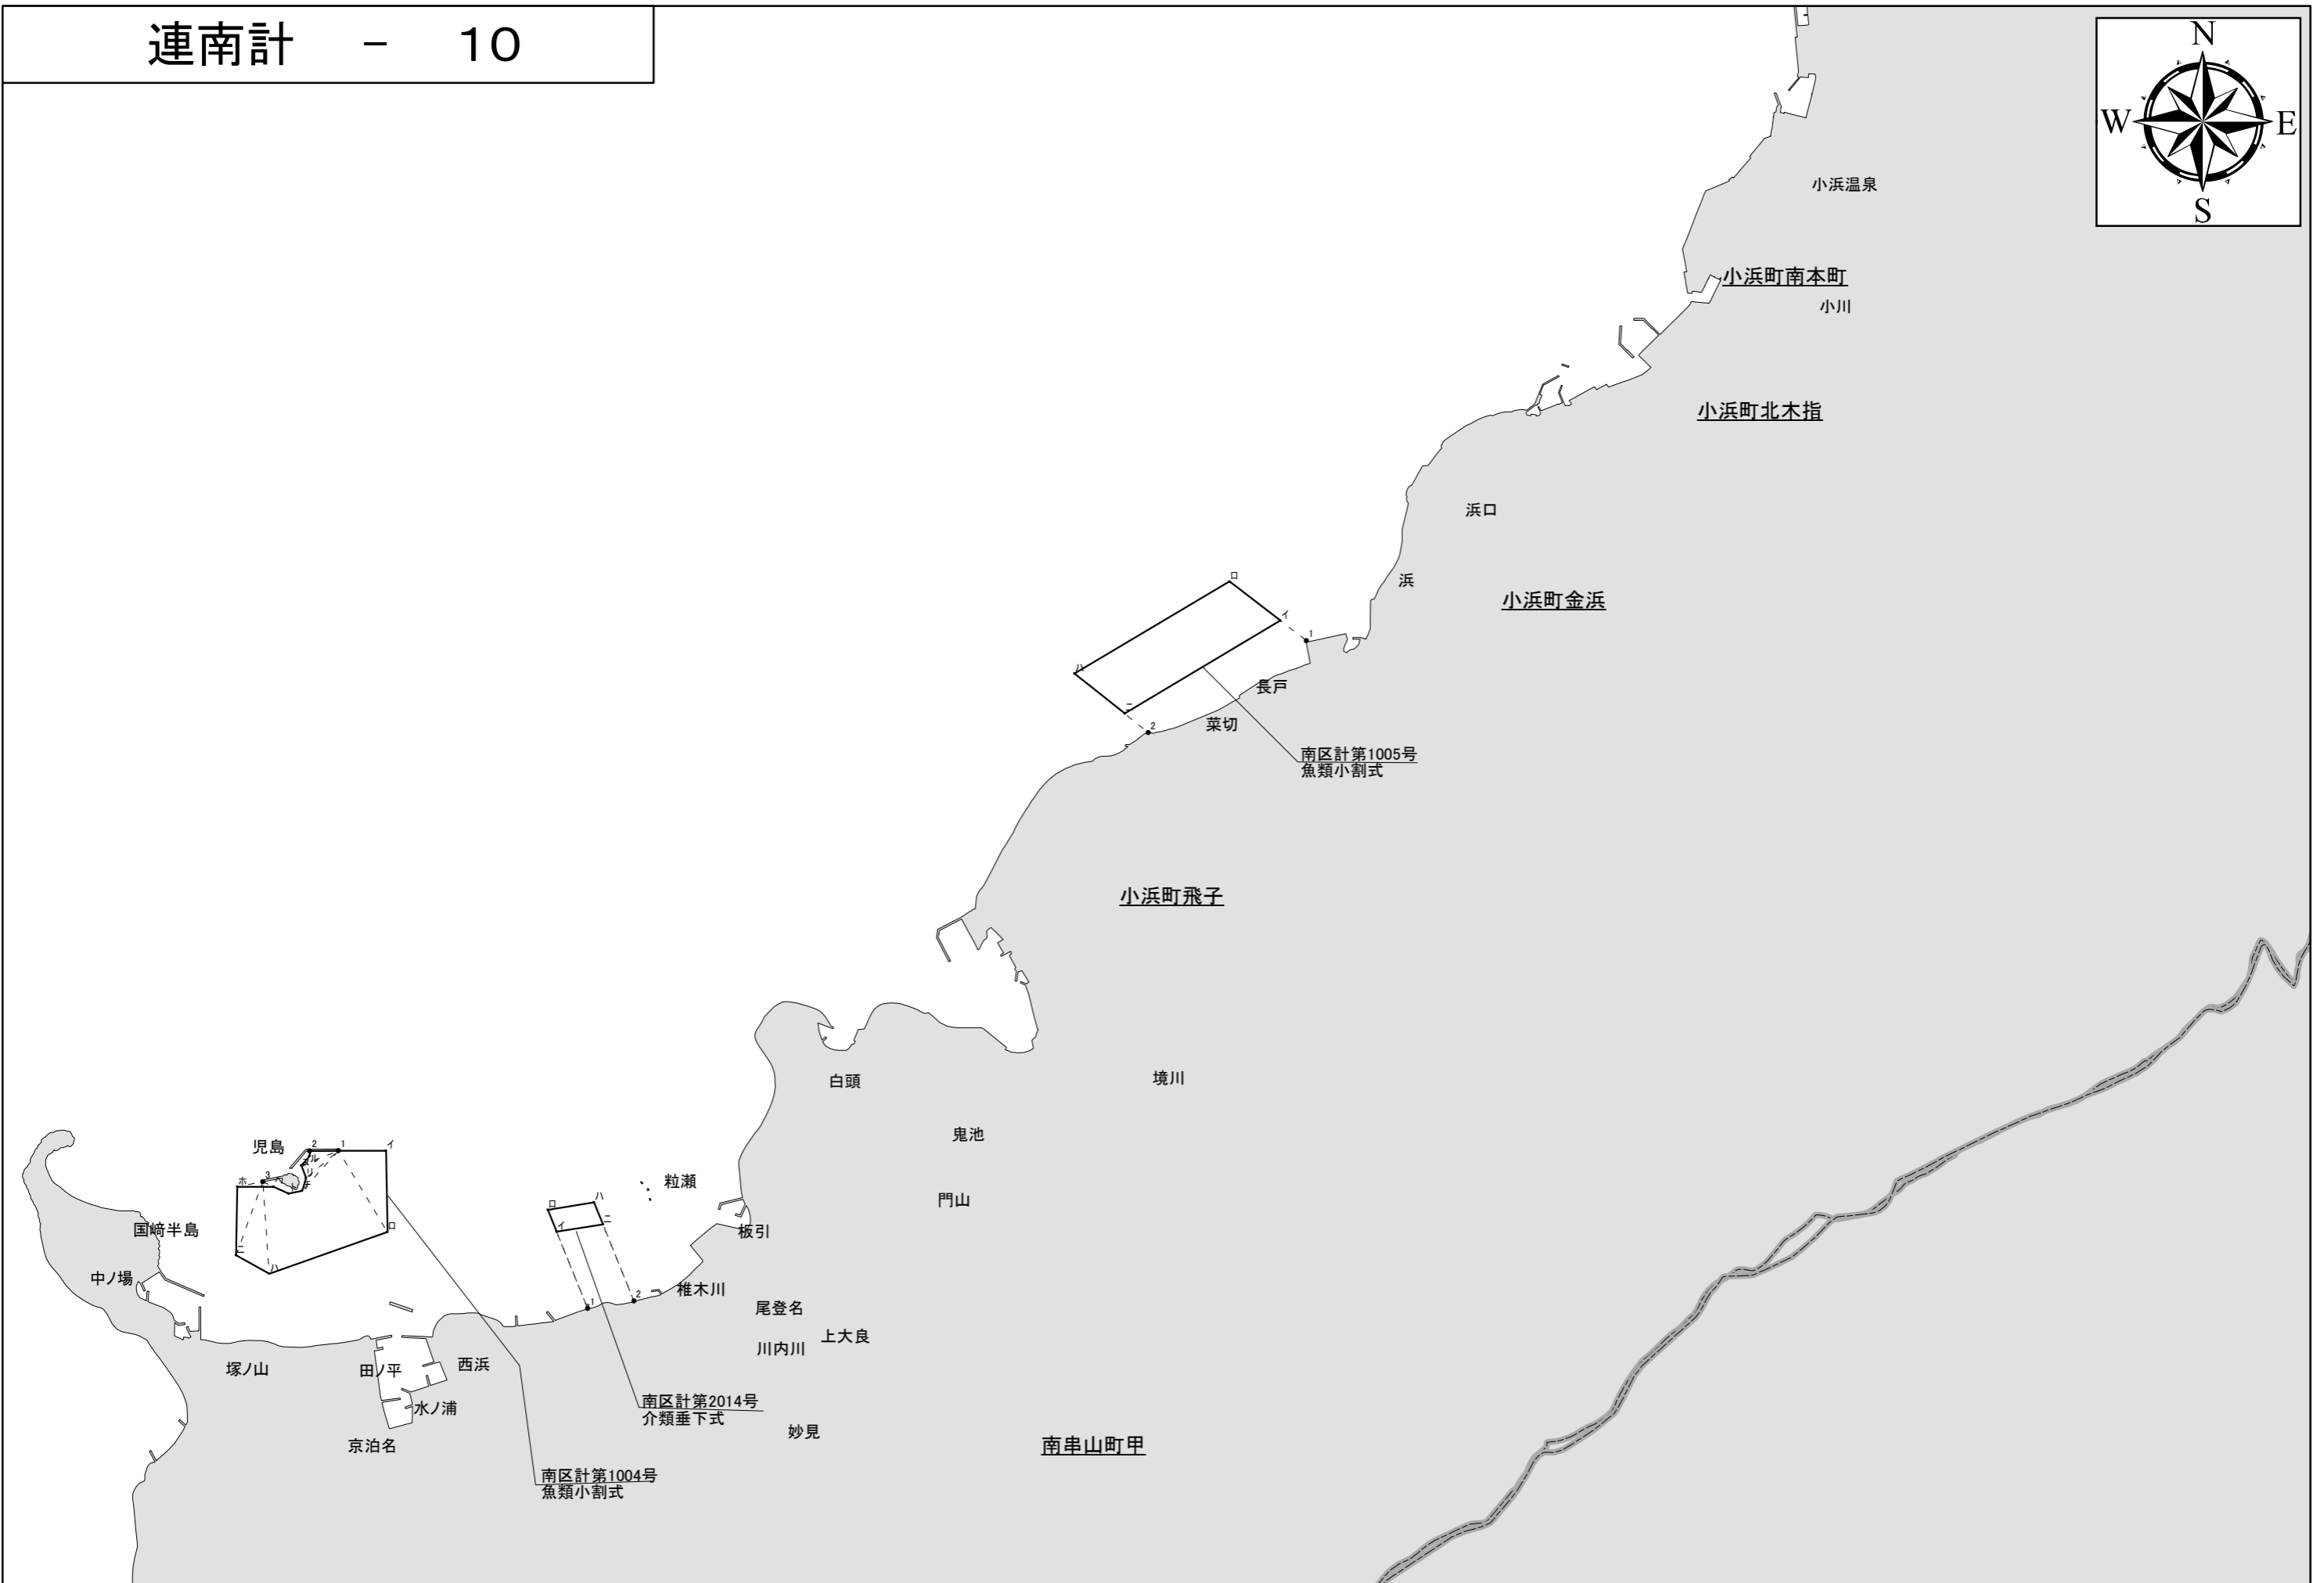 連南計 － 10
N
W
E
S
小浜温泉
小浜町南本町
小川
小浜町北木指
浜口
浜
小浜町金浜
ロ
イ
1
ハ
ニ
2
長戸
菜切
南区計第1005号
魚類小割式
小浜町飛子
白頭
境川
鬼池
門山
児島
2
1
イ
ル
リ
チ
ト
3
ホ
ロ
ニ
ハ
国﨑半島
中ノ場
粒瀬
ロ
ハ
イ
ニ
板引
1
2
椎木川
尾登名
上大良
川内川
塚ノ山
田ノ平
西浜
水ノ浦
京泊名
南区計第2014号
介類垂下式
妙見
南串山町甲
南区計第1004号
魚類小割式